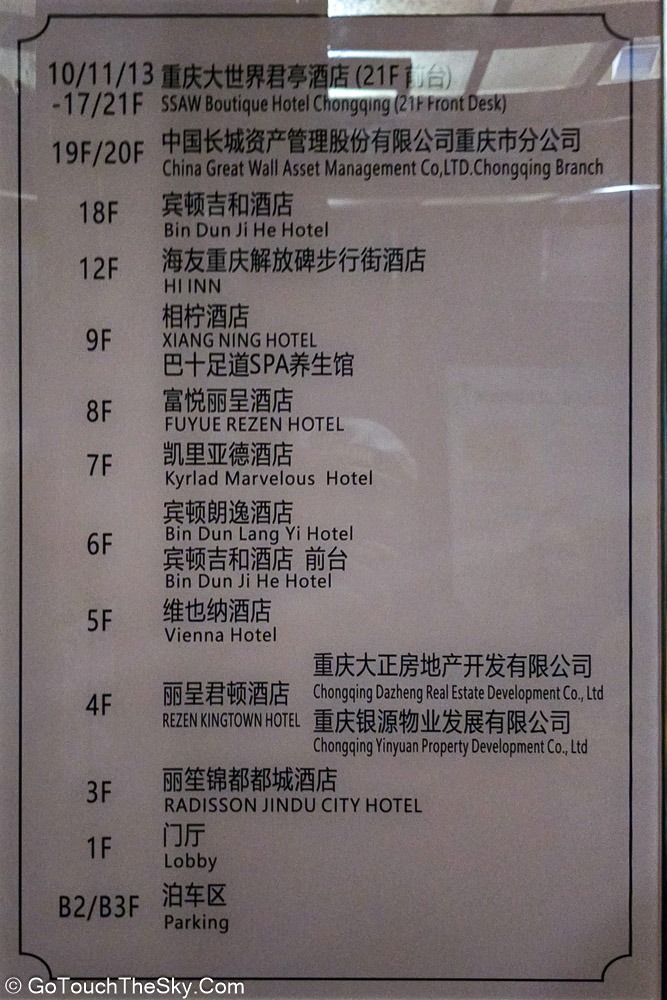 10/11/13 重庆大世界君亭酒店 (21F 前台)
-17/21F SSAW Boutique Hotel Chongqing (21F Front Desk)
19F/20F 中国长城资产管理股份有限公司重庆市分公司
China Great Wall Asset Management Co,LTD.Chongqing Branch
18F 宾顿吉和酒店
Bin Dun Ji He Hotel
12F 海友重庆解放碑步行街酒店
HI INN
9F 相柠酒店
XIANG NING HOTEL
巴十足道SPA养生馆
8F 富悦丽呈酒店
FUYUE REZEN HOTEL
7F 凯里亚德酒店
Kyrlad Marvelous Hotel
6F 宾顿朗逸酒店
Bin Dun Lang Yi Hotel
宾顿吉和酒店 前台
Bin Dun Ji He Hotel
5F 维也纳酒店
Vienna Hotel
4F 丽呈君顿酒店
REZEN KINGTOWN HOTEL
重庆大正房地产开发有限公司
Chongqing Dazheng Real Estate Development Co., Ltd
重庆银源物业发展有限公司
Chongqing Yinyuan Property Development Co., Ltd
3F 丽笙锦都都城酒店
RADISSON JINDU CITY HOTEL
1F 门厅
Lobby
B2/B3F 泊车区
Parking
© GoTouchTheSky.Com